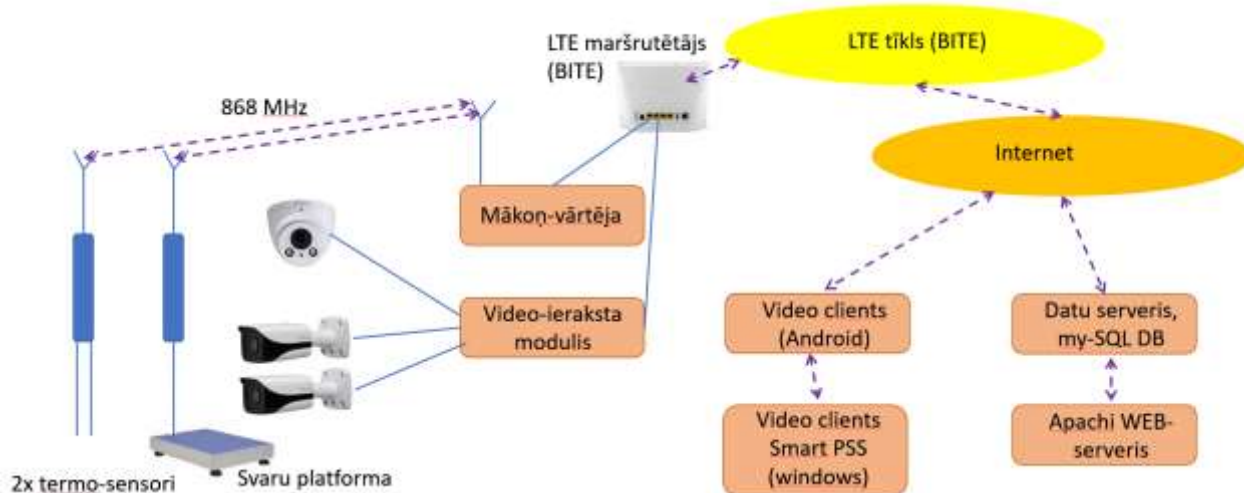 LTE maršrutētājs
(BITE)
LTE tīkls (BITE)
868 MHz
Internet
Mākoņ-vārtēja
Video-ieraksta
modulis
Video clients
(Android)
Datu serveris,
my-SQL DB
Video clients
Smart PSS
(windows)
Apachi WEB-
serveris
2x termo-sensori
Svaru platforma